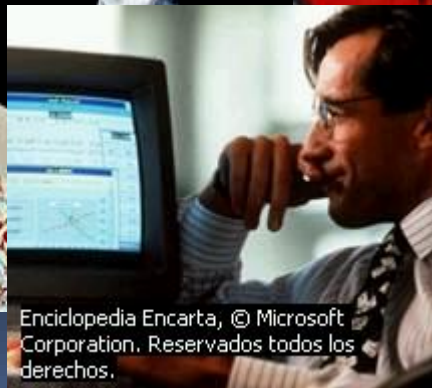 Enciclopedia Encarta, © Microsoft
Corporation. Reservados todos los
derechos.